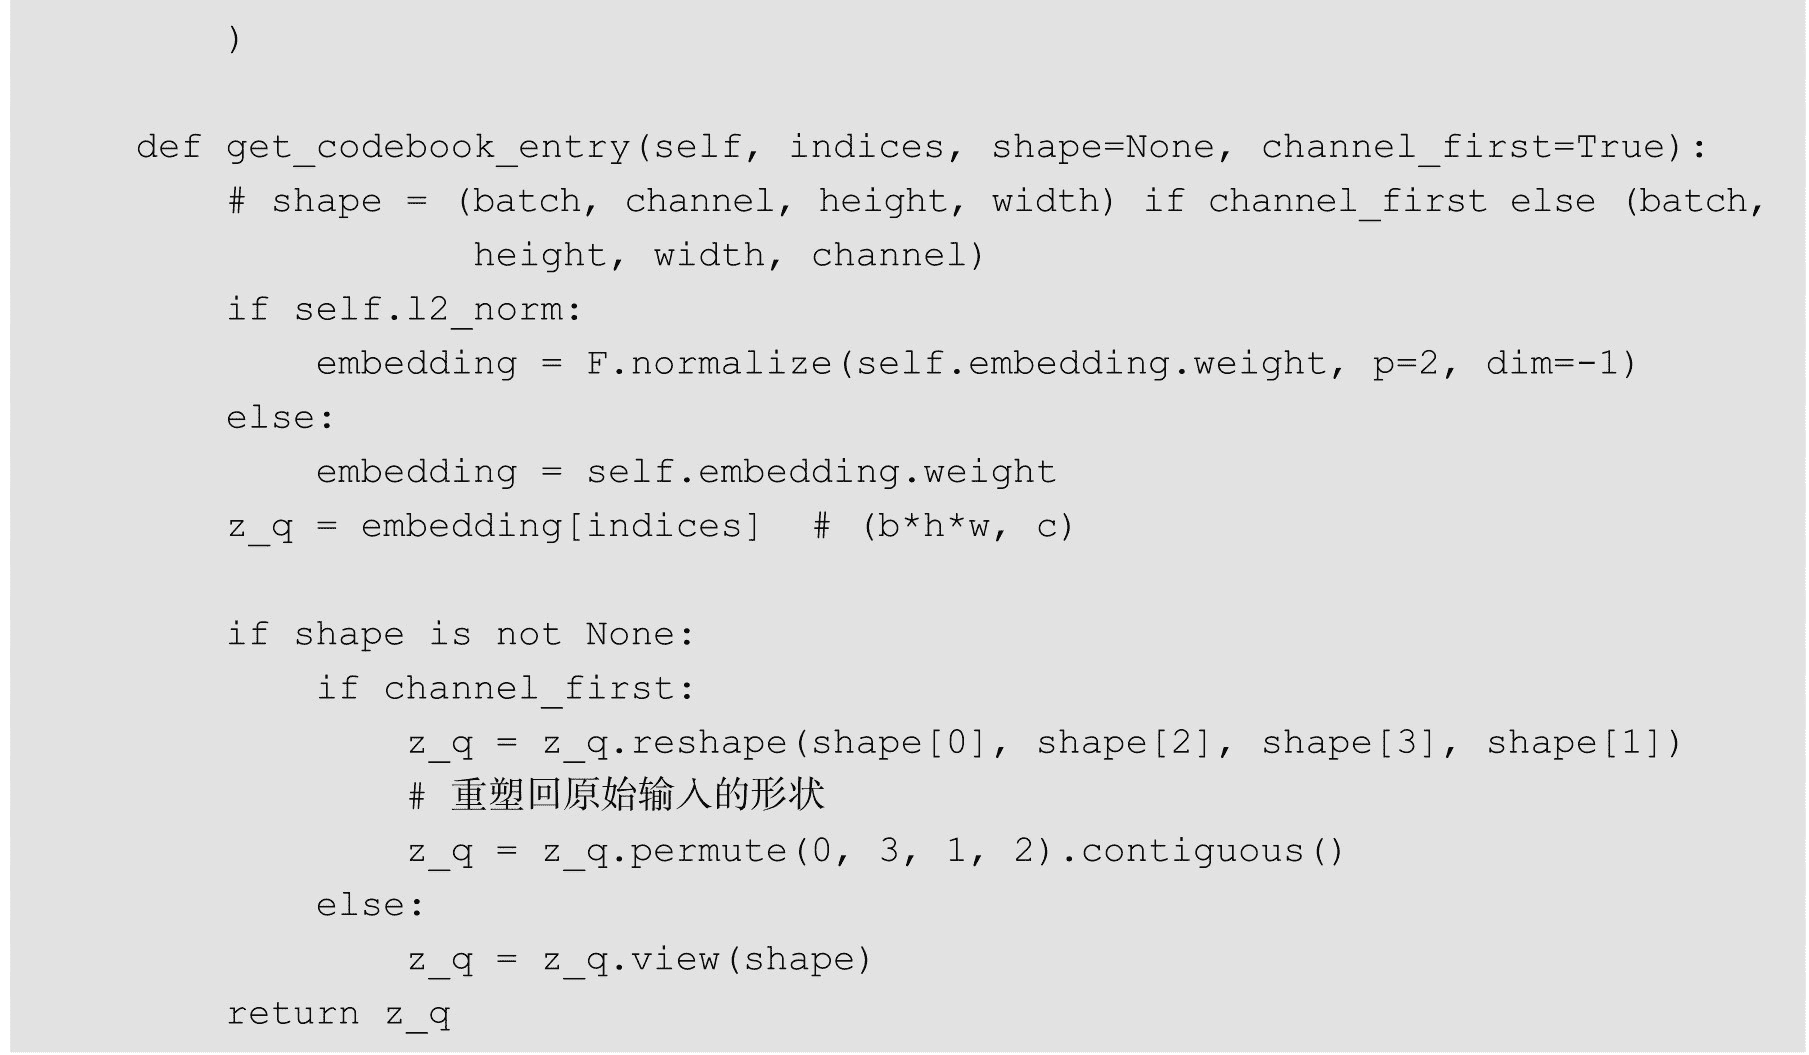 )

    def get_codebook_entry(self, indices, shape=None, channel_first=True):
        # shape = (batch, channel, height, width) if channel_first else (batch,
                   height, width, channel)
        if self.l2_norm:
            embedding = F.normalize(self.embedding.weight, p=2, dim=-1)
        else:
            embedding = self.embedding.weight
        z_q = embedding[indices]  # (b*h*w, c)

        if shape is not None:
            if channel_first:
                z_q = z_q.reshape(shape[0], shape[2], shape[3], shape[1])
                # 重塑回原始输入的形状
                z_q = z_q.permute(0, 3, 1, 2).contiguous()
            else:
                z_q = z_q.view(shape)
        return z_q